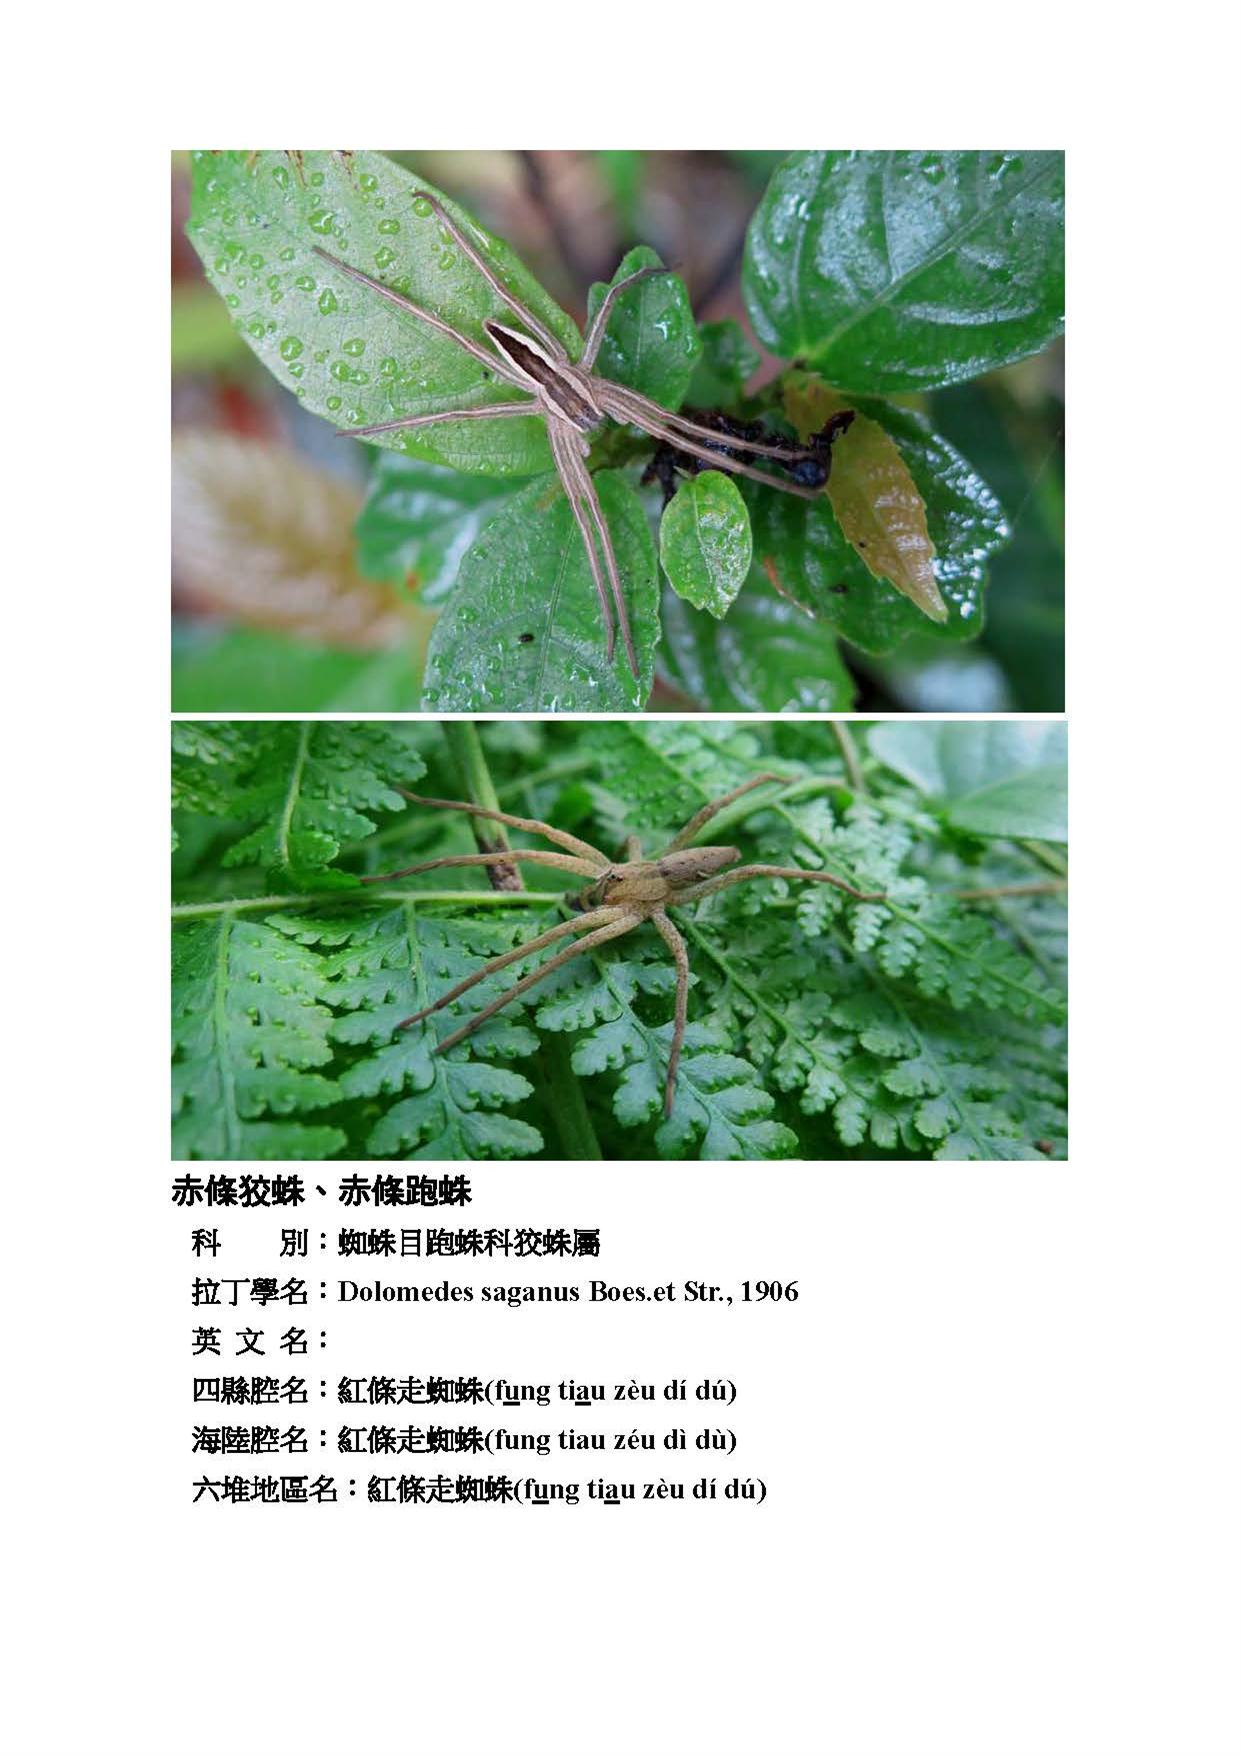 赤條狡蛛、赤條跑蛛
科　　別：蜘蛛目跑蛛科狡蛛屬
拉丁學名：Dolomedes saganus Boes.et Str., 1906
英 文 名：
四縣腔名：紅條走蜘蛛(fung tiau zèu dí dú)
海陸腔名：紅條走蜘蛛(fung tiau zéu dì dù)
六堆地區名：紅條走蜘蛛(fung tiau zèu dí dú)